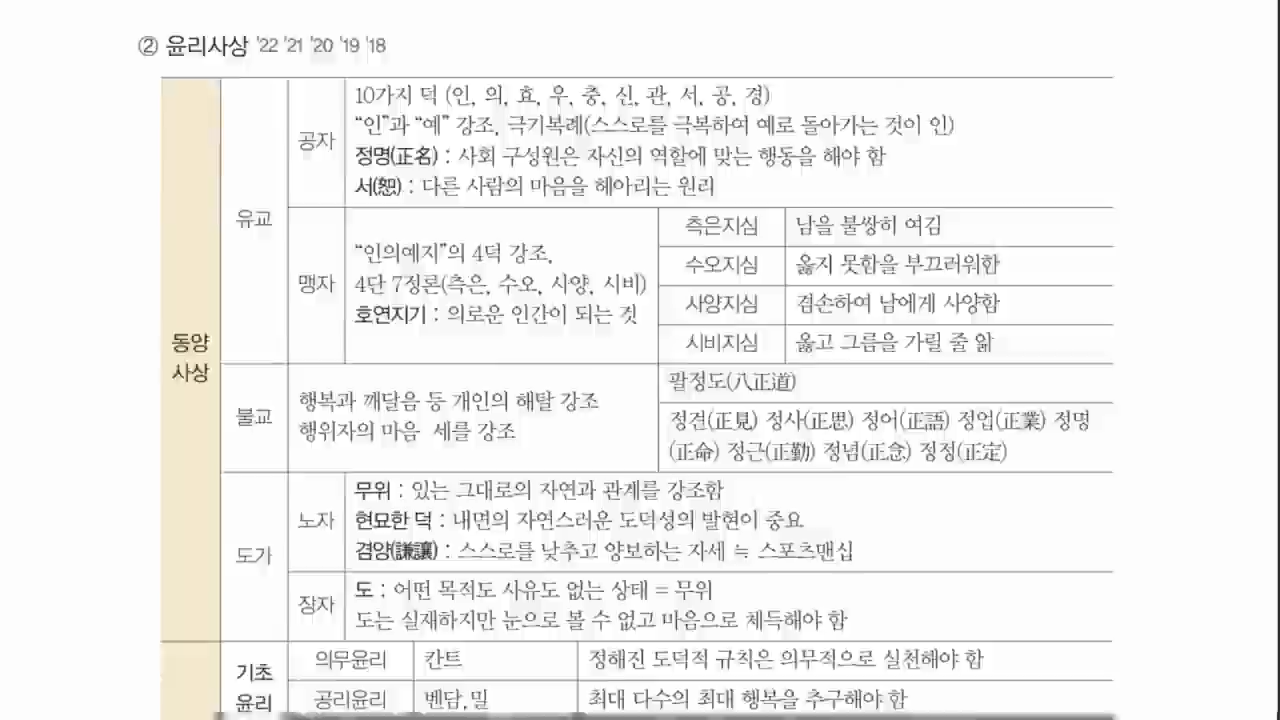 ② 윤리사상 '22 '21 '20 '19 '18
동양
사상
유교
공자
10가지 덕 (인, 의, 효, 우, 충, 신, 관, 서, 공, 경)
“인”과 “예” 강조, 극기복례(스스로를 극복하여 예로 돌아가는 것이 인)
정명(正名) : 사회 구성원은 자신의 역할에 맞는 행동을 해야 함
서(恕) : 다른 사람의 마음을 헤아리는 원리
맹자
“인의예지”의 4덕 강조,
4단 7정론(측은, 수오, 사양, 시비)
호연지기 : 의로운 인간이 되는 것
측은지심 남을 불쌍히 여김
수오지심 옳지 못함을 부끄러워함
사양지심 겸손하여 남에게 사양함
시비지심 옳고 그름을 가릴 줄 앎
불교
행복과 깨달음 등 개인의 해탈 강조
행위자의 마음 세를 강조
팔정도(八正道)
정견(正見) 정사(正思) 정어(正語) 정업(正業) 정명
(正命) 정근(正勤) 정념(正念) 정정(正定)
도가
노자
무위 : 있는 그대로의 자연과 관계를 강조함
현묘한 덕 : 내면의 자연스러운 도덕성의 발현이 중요
겸양(謙讓) : 스스로를 낮추고 양보하는 자세 ≒ 스포츠맨십
장자
도 : 어떤 목적도 사유도 없는 상태 = 무위
도는 실재하지만 눈으로 볼 수 없고 마음으로 체득해야 함
기초
윤리
의무윤리 칸트 정해진 도덕적 규칙은 의무적으로 실천해야 함
공리윤리 벤담,밀 최대 다수의 최대 행복을 추구해야 함